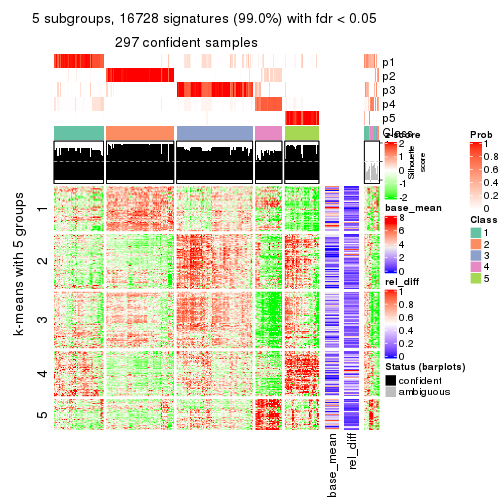 5 subgroups, 16728 signatures (99.0%) with fdr < 0.05
297 confident samples
p1
p2
p3
p4
p5
Class
Silhouette
score
k-means with 5 groups
1
2
3
4
5
base_mean
rel_diff
z-score
2
1
0
-1
-2
base_mean
8
6
4
2
0
rel_diff
1
0.8
0.6
0.4
0.2
0
Status (barplots)
confident
ambiguous
Prob
1
0.8
0.6
0.4
0.2
0
Class
1
2
3
4
5